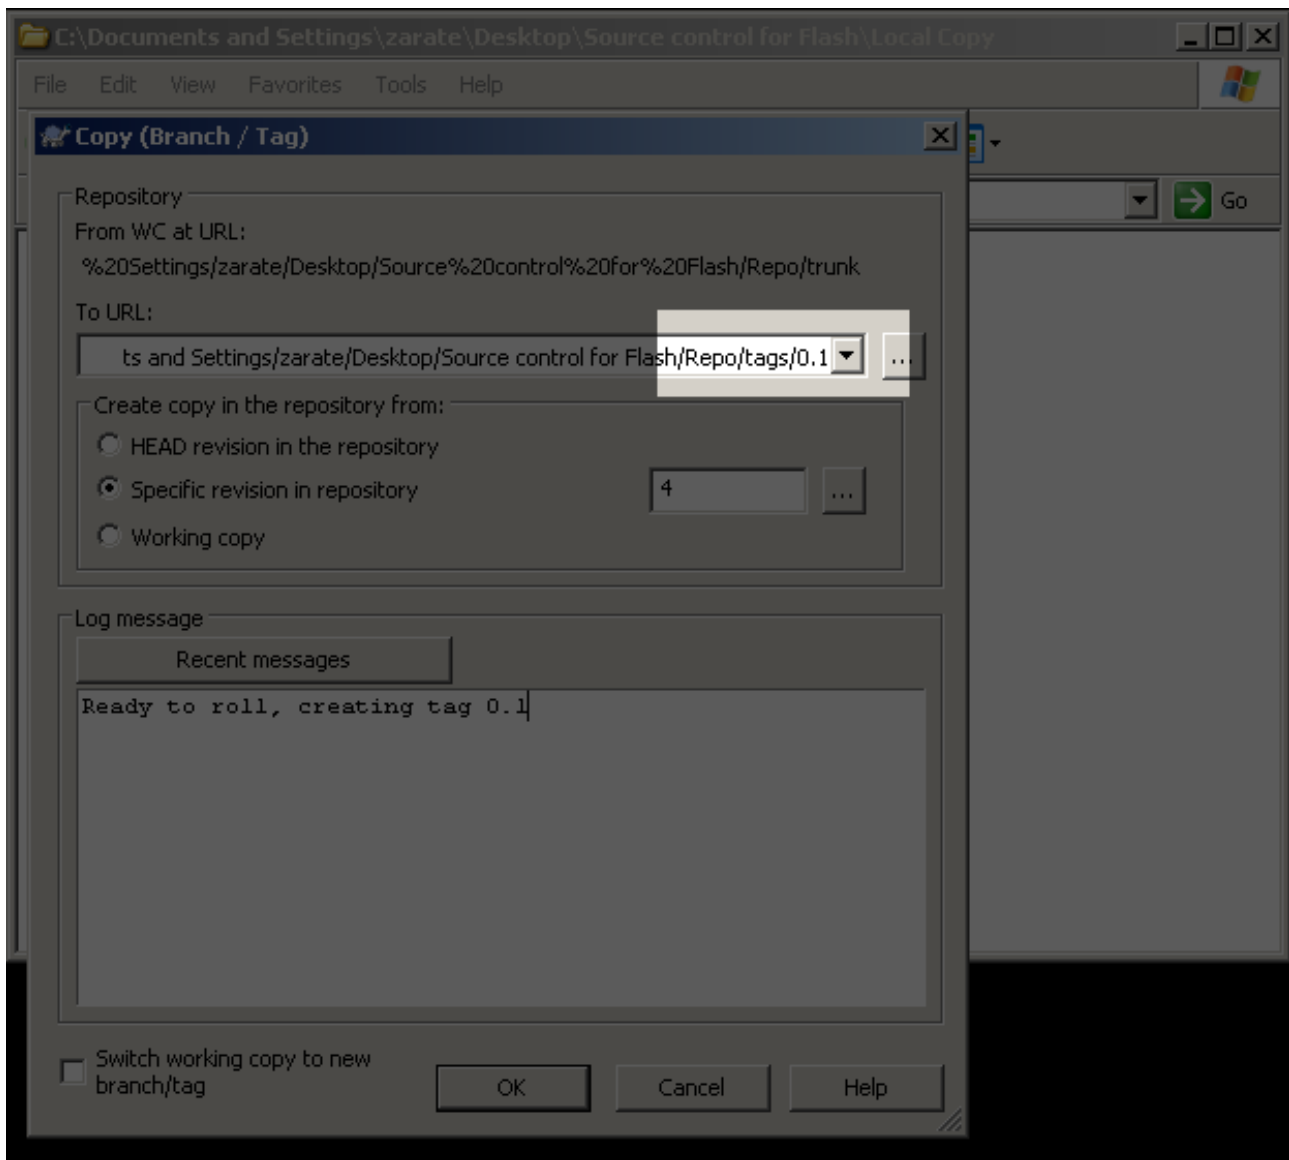 C:\Documents and Settings\zarate\Desktop\Source control for Flash\Local Copy
File Edit View Favorites Tools Help
Copy (Branch / Tag)
Go
Repository
From WC at URL:
%20Settings/zarate/Desktop/Source%20control%20for%20Flash/Repo/trunk
To URL:
ts and Settings/zarate/Desktop/Source control for Flash/Repo/tags/0.1
...
Create copy in the repository from:
HEAD revision in the repository
Specific revision in repository 4 ...
Working copy
Log message
Recent messages
Ready to roll, creating tag 0.1
Switch working copy to new
branch/tag
OK Cancel Help